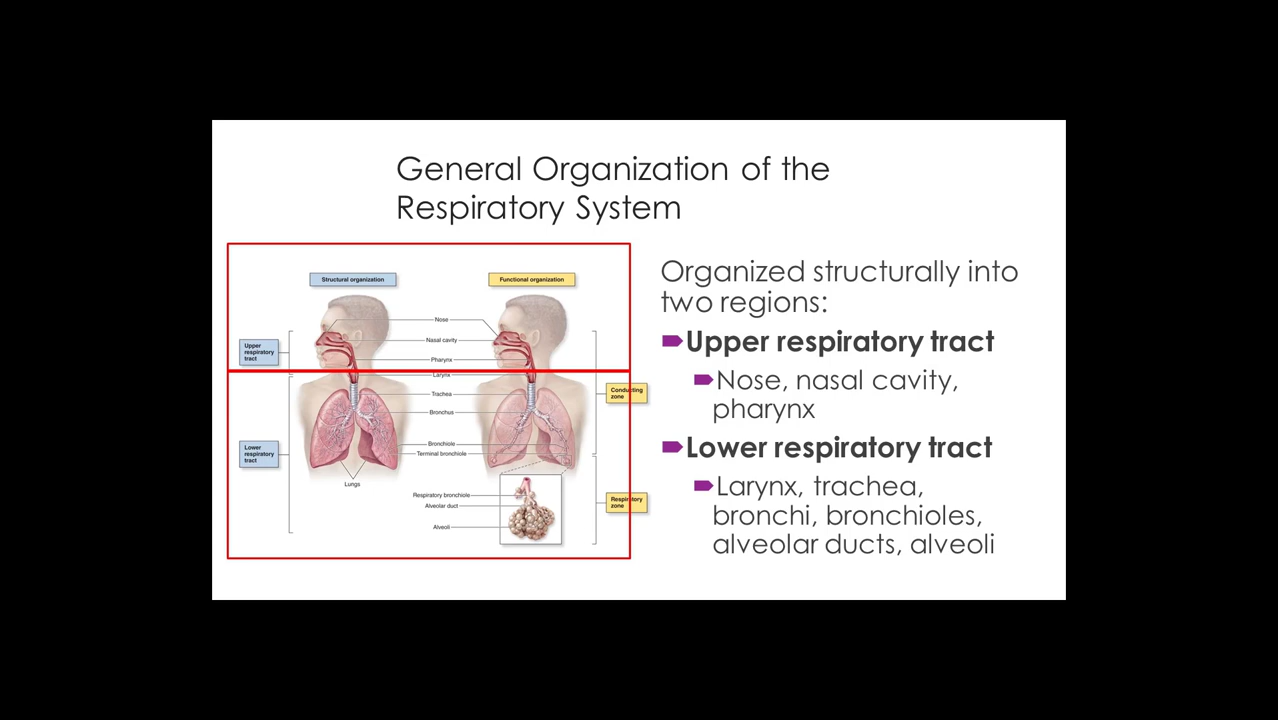 General Organization of the
Respiratory System
Structural organization
Functional organization
Nose
Nasal cavity
Upper
respiratory
tract
Pharynx
Larynx
Trachea
Conducting
zone
Bronchus
Bronchiole
Lower
respiratory
tract
Terminal bronchiole
Lungs
Respiratory bronchiole
Respiratory
zone
Alveolar duct
Alveoli
Organized structurally into
two regions:
Upper respiratory tract
Nose, nasal cavity,
pharynx
Lower respiratory tract
Larynx, trachea,
bronchi, bronchioles,
alveolar ducts, alveoli